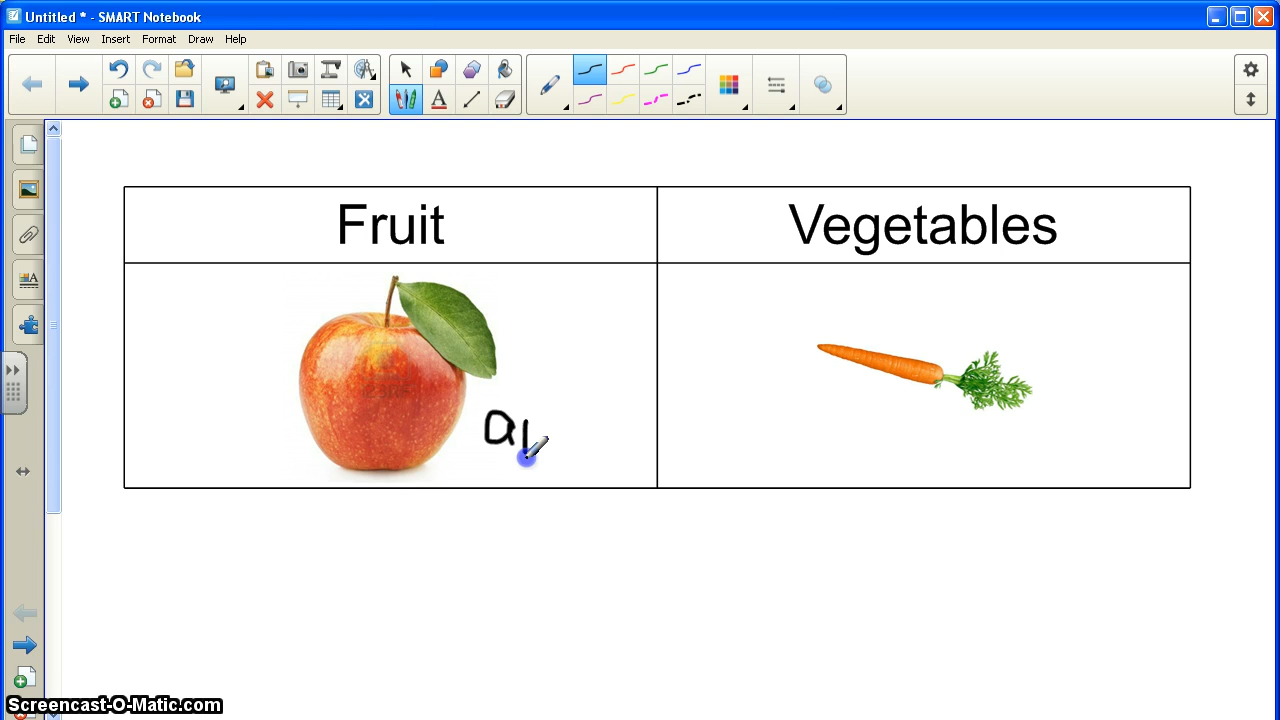 Untitled * - SMART Notebook
File Edit View Insert Format Draw Help
Fruit Vegetables
Screencast-O-Matic.com